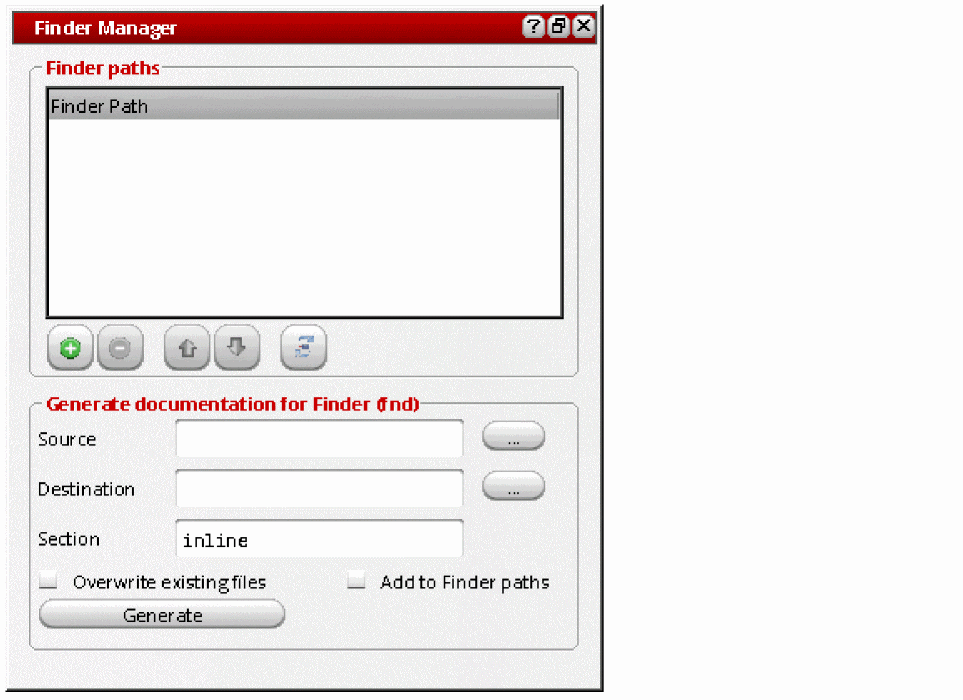 Finder Manager
Finder paths
Finder Path
Generate documentation for Finder (fnd)
Source ...
Destination ...
Section inline
Overwrite existing files Add to Finder paths
Generate